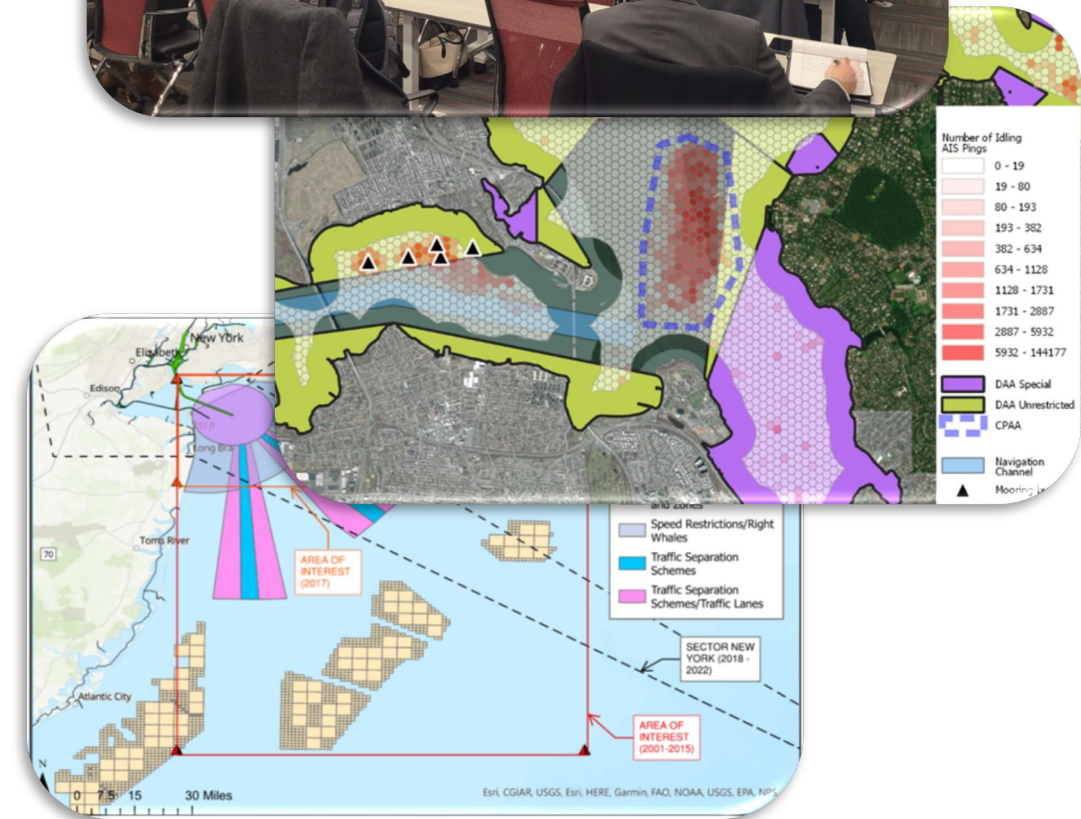 Number of Idling
AIS Pings
0 - 19
19 - 80
80 - 193
193 - 382
382 - 634
634 - 1128
1128 - 1731
1731 - 2887
2887 - 5932
5932 - 144177
DAA Special
DAA Unrestricted
CPAA
Navigation
Channel
New York
Elizabeth
Edison
Long Bra
Toms River
70
Atlantic City
AREA OF
INTEREST
(2017)
and Zones
Speed Restrictions/Right
Whales
Traffic Separation
Schemes
Traffic Separation
Schemes/Traffic Lanes
SECTOR NEW
YORK (2018 -
2022)
AREA OF
INTEREST
(2001-2015)
N
0 7.5 15 30 Miles
Esri, CGIAR, USGS, Esri, HERE, Garmin, FAO, NOAA, USGS, EPA, NPS